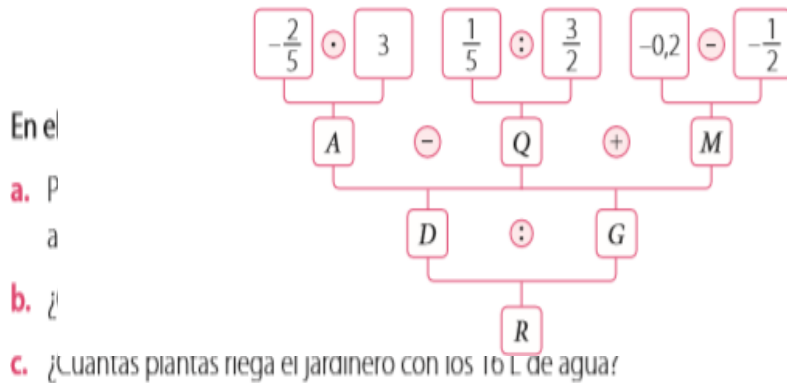 -2/5 · 3 1/5 : 3/2 -0,2 - -1/2
A - Q + M
En el
a. P
a
D : G
b. ¿
R
c. ¿Cuántas plantas riega el jardinero con los 16 L de agua?